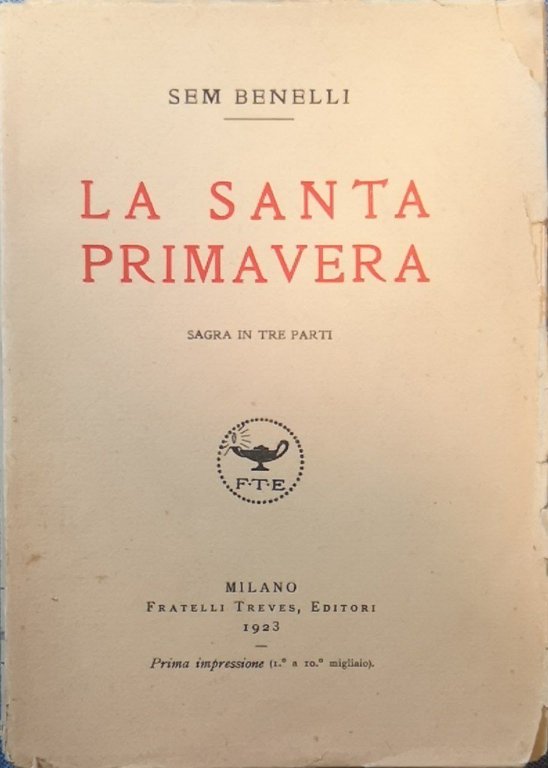 SEM BENELLI
LA SANTA
PRIMAVERA
SAGRA IN TRE PARTI
F·T·E
MILANO
FRATELLI TREVES, EDITORI
1923
Prima impressione (1.° a 10.° migliaio).